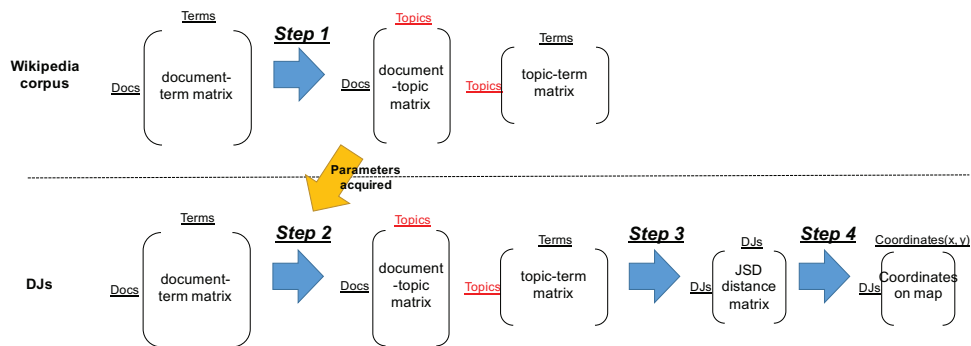 Terms
Step 1
Topics
Terms
Wikipedia
corpus
Docs
document-
term matrix
Docs
document
-topic
matrix
Topics
topic-term
matrix
Parameters
acquired
Terms
Step 2
Topics
Terms
Step 3
DJs
Step 4
Coordinates(x, y)
DJs
Docs
document-
term matrix
Docs
document
-topic
matrix
Topics
topic-term
matrix
DJs
JSD
distance
matrix
DJs
Coordinates
on map